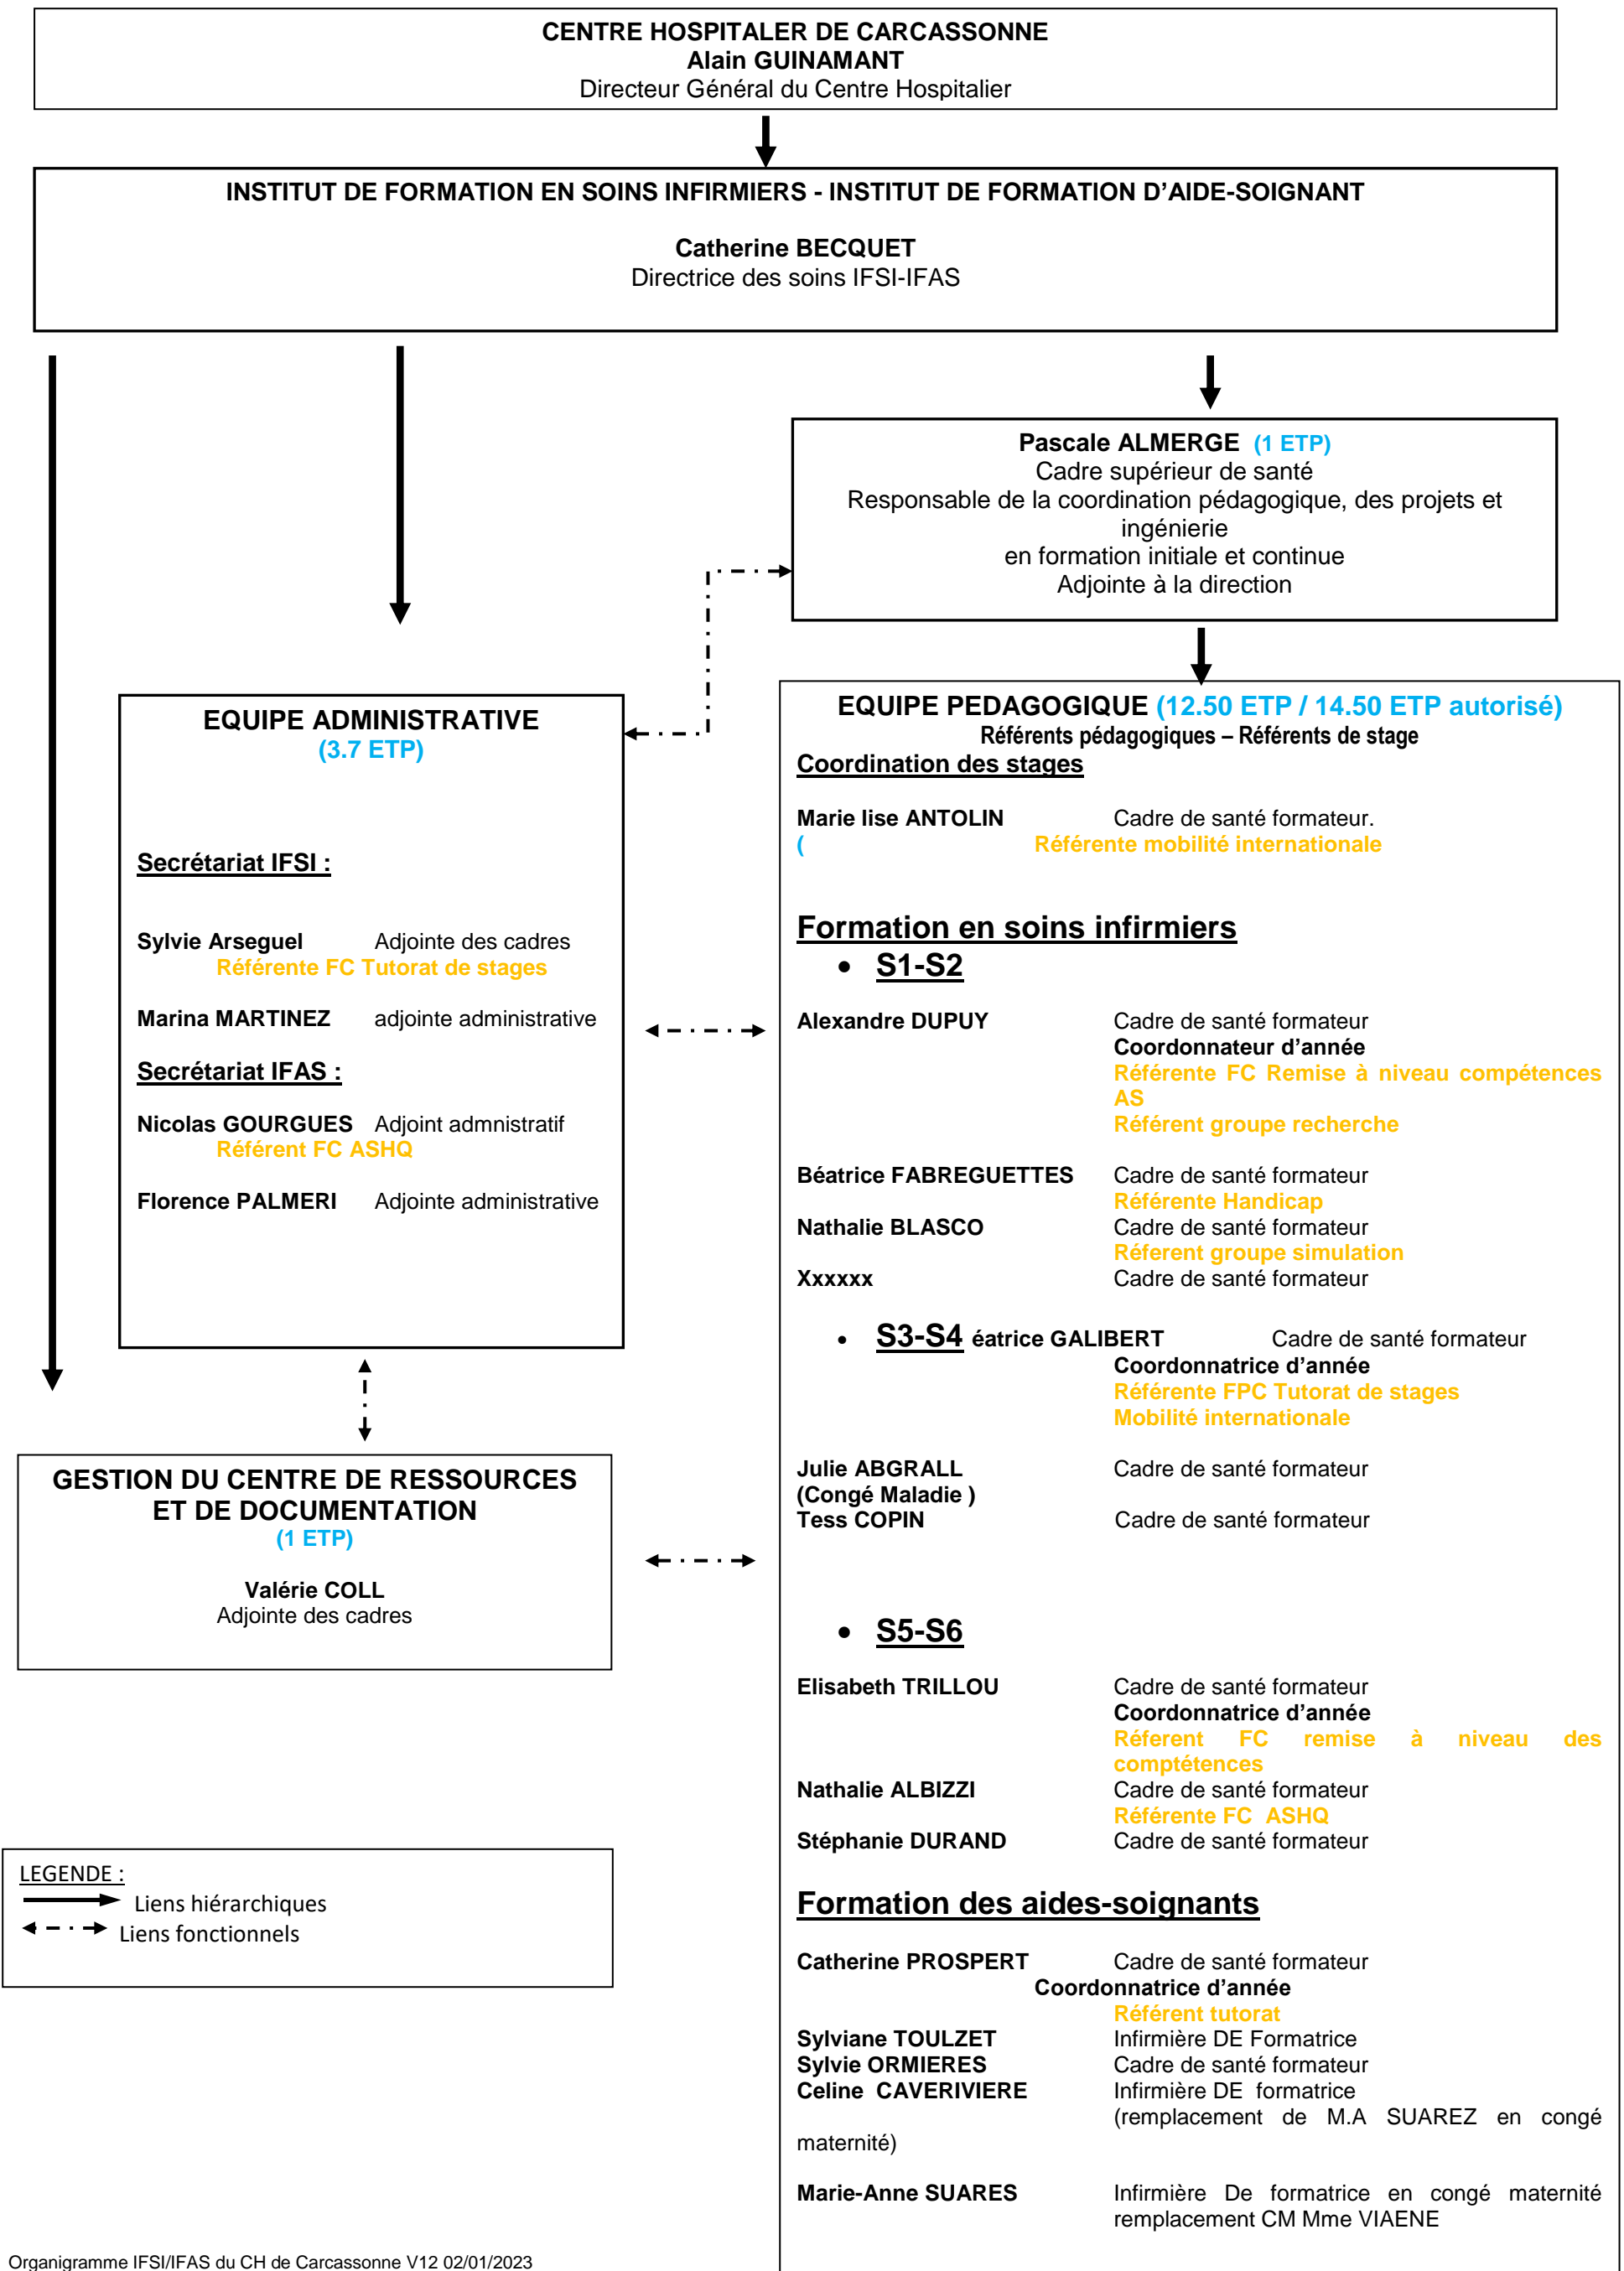 CENTRE HOSPITALER DE CARCASSONNE
Alain GUINAMANT
Directeur Général du Centre Hospitalier
INSTITUT DE FORMATION EN SOINS INFIRMIERS - INSTITUT DE FORMATION D’AIDE-SOIGNANT
Catherine BECQUET
Directrice des soins IFSI-IFAS
Pascale ALMERGE (1 ETP)
Cadre supérieur de santé
Responsable de la coordination pédagogique, des projets et
ingénierie
en formation initiale et continue
Adjointe à la direction
EQUIPE ADMINISTRATIVE
(3.7 ETP)
Secrétariat IFSI :
Sylvie Arseguel Adjointe des cadres
Référente FC Tutorat de stages
Marina MARTINEZ adjointe administrative
Secrétariat IFAS :
Nicolas GOURGUES Adjoint admnistratif
Référent FC ASHQ
Florence PALMERI Adjointe administrative
GESTION DU CENTRE DE RESSOURCES
ET DE DOCUMENTATION
(1 ETP)
Valérie COLL
Adjointe des cadres
EQUIPE PEDAGOGIQUE (12.50 ETP / 14.50 ETP autorisé)
Référents pédagogiques – Référents de stage
Coordination des stages
Marie lise ANTOLIN Cadre de santé formateur.
( Référente mobilité internationale
Formation en soins infirmiers
• S1-S2
Alexandre DUPUY Cadre de santé formateur
Coordonnateur d’année
Référente FC Remise à niveau compétences
AS
Référent groupe recherche
Béatrice FABREGUETTES Cadre de santé formateur
Référente Handicap
Nathalie BLASCO Cadre de santé formateur
Réferent groupe simulation
Xxxxxx Cadre de santé formateur
• S3-S4 éatrice GALIBERT Cadre de santé formateur
Coordonnatrice d’année
Référente FPC Tutorat de stages
Mobilité internationale
Julie ABGRALL Cadre de santé formateur
(Congé Maladie )
Tess COPIN Cadre de santé formateur
• S5-S6
Elisabeth TRILLOU Cadre de santé formateur
Coordonnatrice d’année
Réferent FC remise à niveau des
comptétences
Nathalie ALBIZZI Cadre de santé formateur
Référente FC ASHQ
Stéphanie DURAND Cadre de santé formateur
Formation des aides-soignants
Catherine PROSPERT Cadre de santé formateur
Coordonnatrice d’année
Référent tutorat
Sylviane TOULZET Infirmière DE Formatrice
Sylvie ORMIERES Cadre de santé formateur
Celine CAVERIVIERE Infirmière DE formatrice
(remplacement de M.A SUAREZ en congé
maternité)
Marie-Anne SUARES Infirmière De formatrice en congé maternité
remplacement CM Mme VIAENE
LEGENDE :
Liens hiérarchiques
Liens fonctionnels
Organigramme IFSI/IFAS du CH de Carcassonne V12 02/01/2023